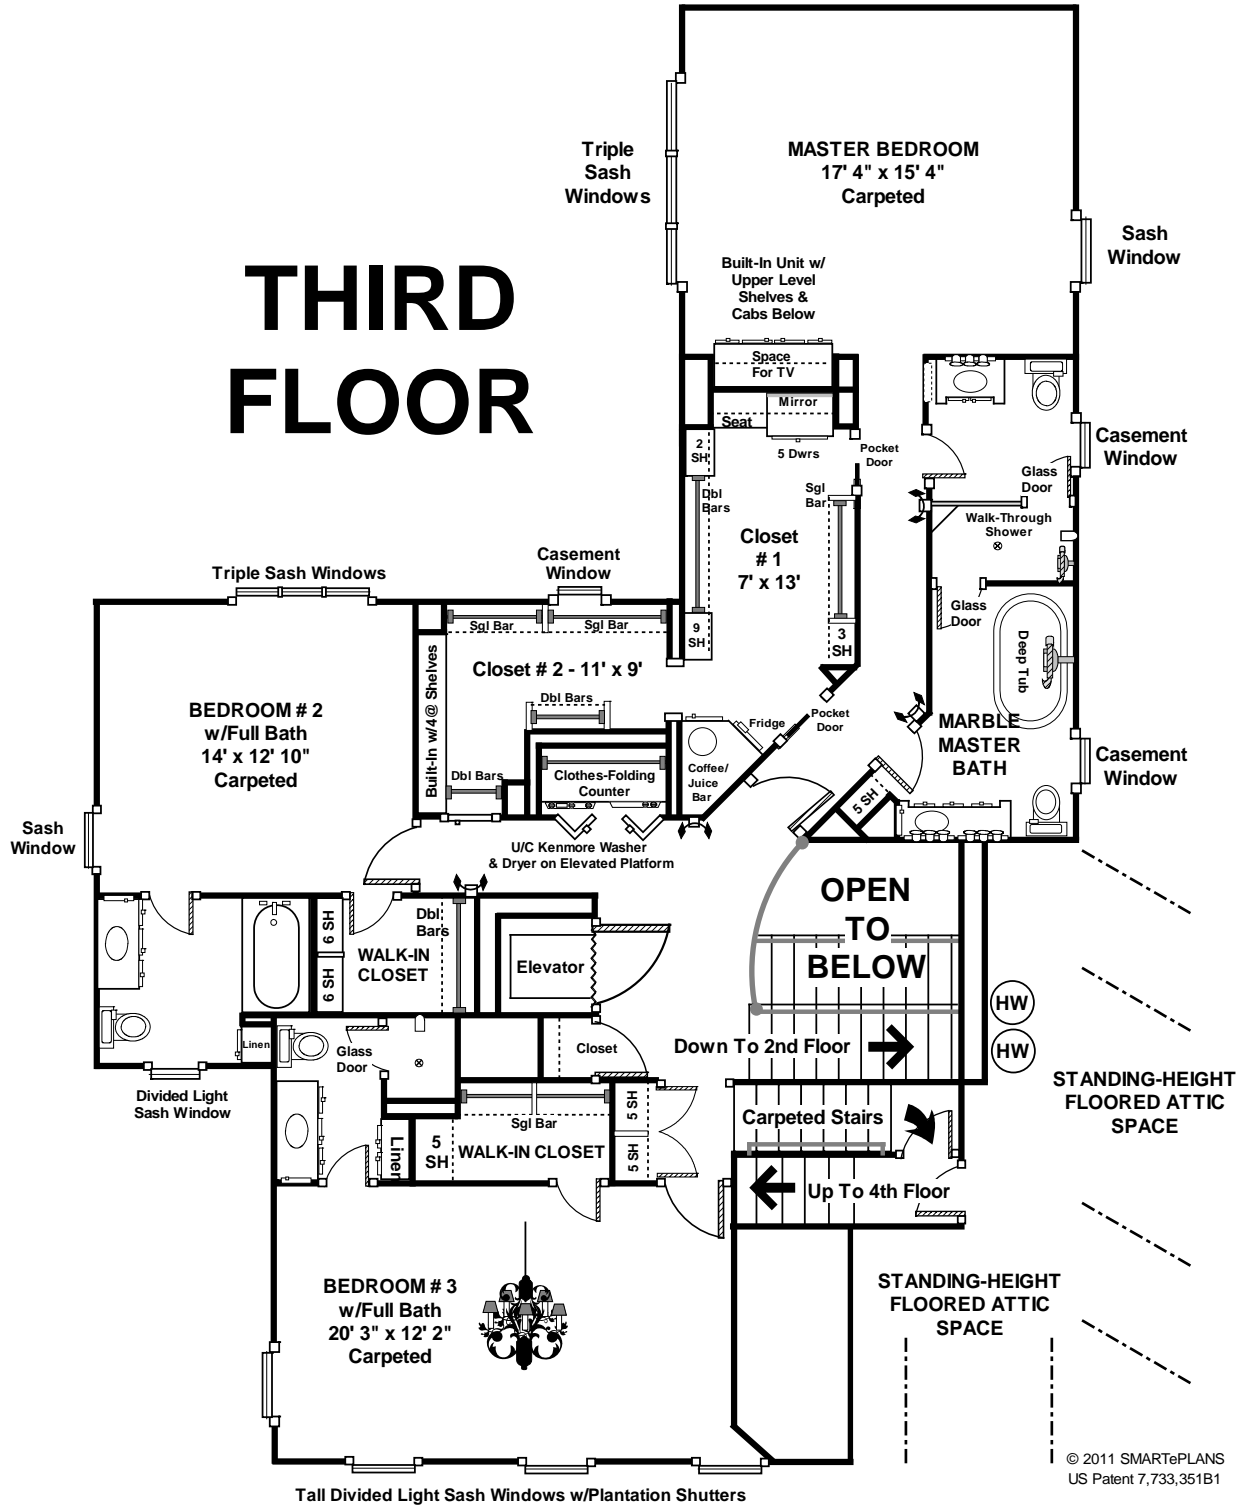 THIRD
FLOOR
Triple
Sash
Windows
MASTER BEDROOM
17' 4" x 15' 4"
Carpeted
Sash
Window
Built-In Unit w/
Upper Level
Shelves &
Cabs Below
Space
For TV
Mirror
Seat
5 Dwrs
2
SH
Dbl
Bars
Sgl
Bar
Pocket
Door
Casement
Window
Glass
Door
Walk-Through
Shower
Closet
# 1
7' x 13'
9
SH
3
SH
Glass
Door
Deep Tub
Triple Sash Windows
Casement
Window
Sgl Bar
Sgl Bar
Closet # 2 - 11' x 9'
Built-In w/4@ Shelves
Dbl Bars
Dbl Bars
Clothes-Folding
Counter
Fridge
Pocket
Door
Coffee/
Juice
Bar
MARBLE
MASTER
BATH
Casement
Window
5 SH
BEDROOM # 2
w/Full Bath
14' x 12' 10"
Carpeted
Sash
Window
U/C Kenmore Washer
& Dryer on Elevated Platform
OPEN
TO
BELOW
6 SH
6 SH
WALK-IN
CLOSET
Dbl
Bars
Elevator
HW
HW
Linen
Glass
Door
Closet
Down To 2nd Floor
Divided Light
Sash Window
STANDING-HEIGHT
FLOORED ATTIC
SPACE
Sgl Bar
5 SH
5 SH
Carpeted Stairs
Linen
5
SH
WALK-IN CLOSET
Up To 4th Floor
BEDROOM # 3
w/Full Bath
20' 3" x 12' 2"
Carpeted
STANDING-HEIGHT
FLOORED ATTIC
SPACE
© 2011 SMARTePLANS
US Patent 7,733,351B1
Tall Divided Light Sash Windows w/Plantation Shutters